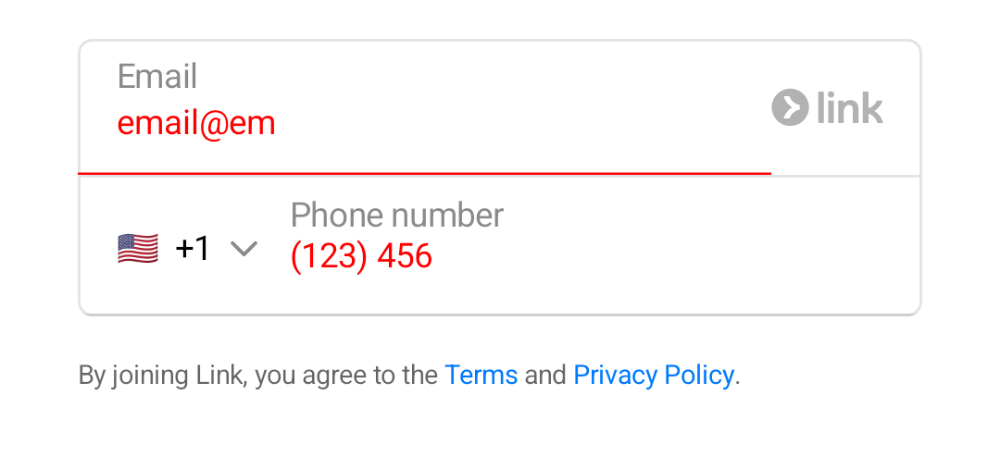 Email
email@em
link
Phone number
+1 (123) 456
By joining Link, you agree to the Terms and Privacy Policy.